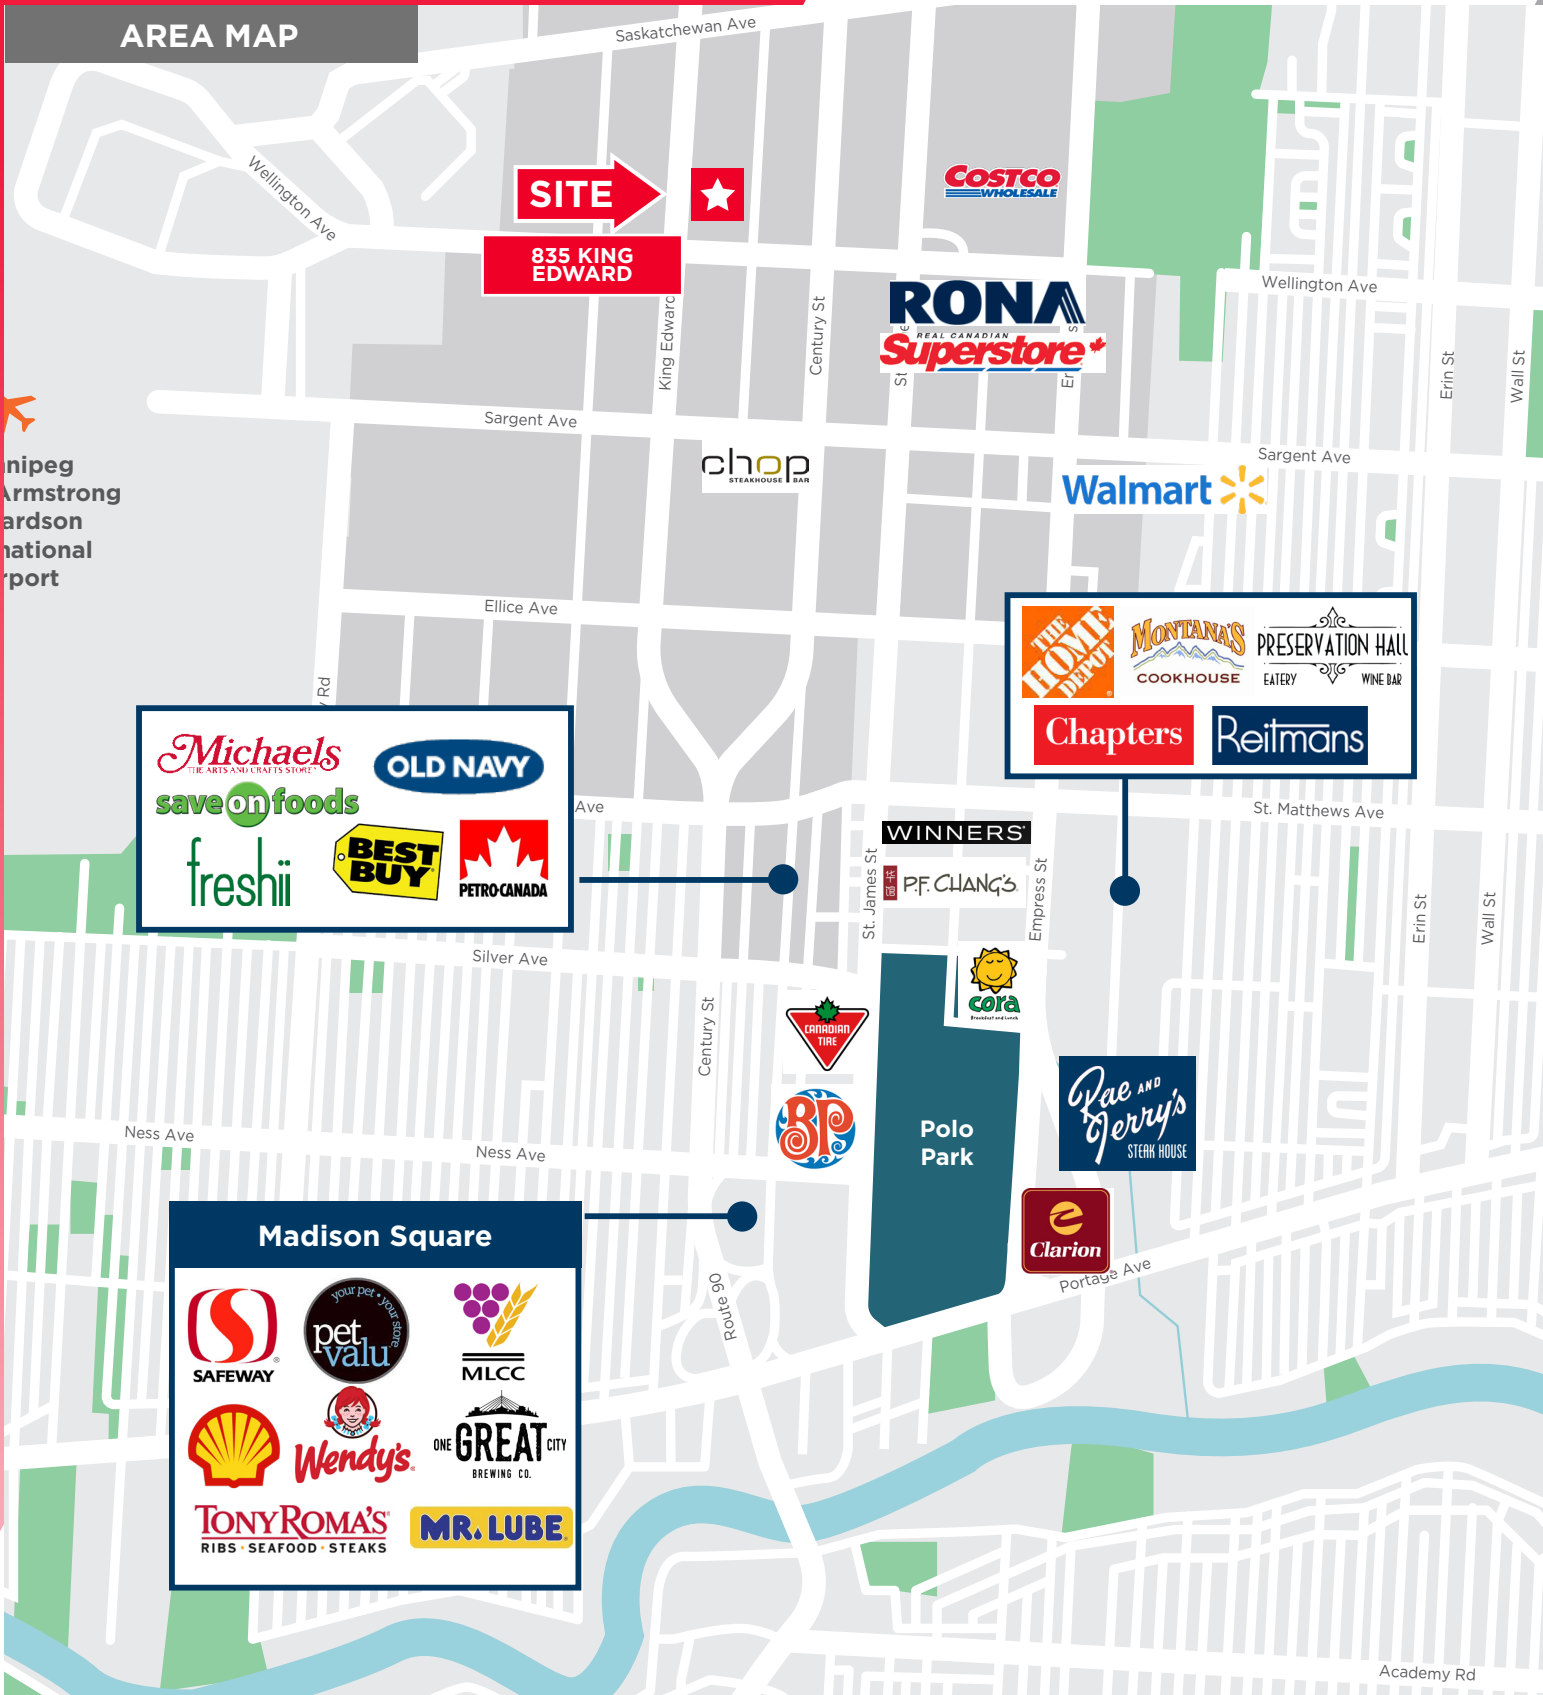 AREA MAP
Saskatchewan Ave
Wellington Ave
SITE
835 KING
EDWARD
COSTCO
WHOLESALE
Wellington Ave
RONA
REAL CANADIAN
Superstore
King Edward
Century St
St
Er
Erin St
Wall St
Sargent Ave
Sargent Ave
nipeg
Armstrong
ardson
national
rport
chop
STEAKHOUSE BAR
Walmart
Ellice Ave
THE
HOME
DEPOT
MONTANA'S
COOKHOUSE
PRESERVATION HALL
EATERY WINE BAR
Chapters
Reitmans
Rd
Michaels
THE ARTS AND CRAFTS STORE
OLD NAVY
save on foods
freshii
BEST
BUY
PETRO-CANADA
Ave
St. Matthews Ave
WINNERS
华
馆
P.F. CHANG'S
St. James St
Empress St
Erin St
Wall St
Silver Ave
cora
Breakfast and Lunch
CANADIAN
TIRE
Century St
BP
Polo
Park
Rae AND
Jerry's
STEAK HOUSE
Ness Ave
Ness Ave
Clarion
Portage Ave
Route 90
Madison Square
SAFEWAY
your pet · your store
pet
valu
MLCC
Wendy's
ONE GREAT CITY
BREWING CO.
TONY ROMA'S
RIBS · SEAFOOD · STEAKS
MR. LUBE
Academy Rd